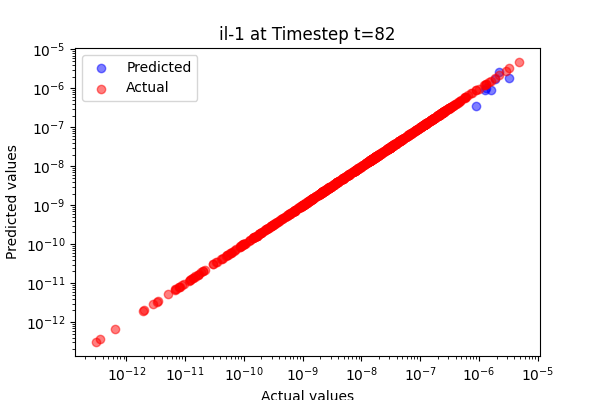 il-1 at Timestep t=82
Predicted
Actual
Predicted values
10⁻⁵
10⁻⁶
10⁻⁷
10⁻⁸
10⁻⁹
10⁻¹⁰
10⁻¹¹
10⁻¹²
10⁻¹² 10⁻¹¹ 10⁻¹⁰ 10⁻⁹ 10⁻⁸ 10⁻⁷ 10⁻⁶ 10⁻⁵
Actual values